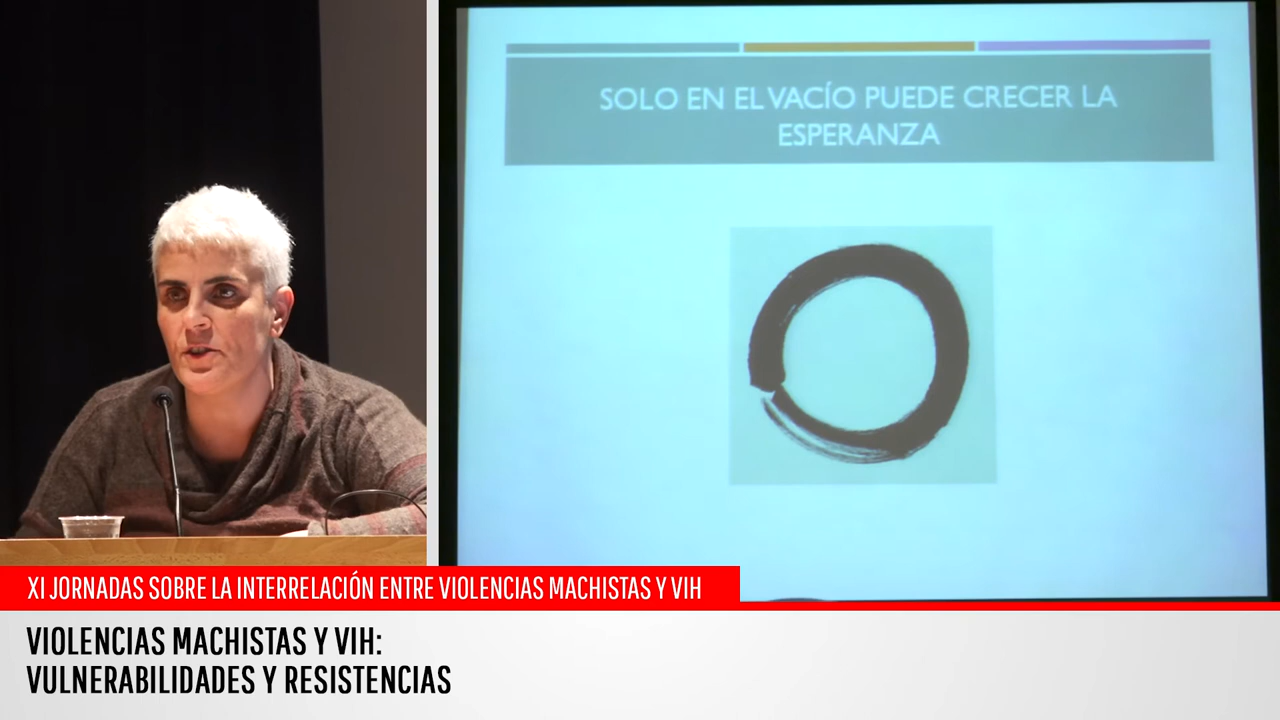 SOLO EN EL VACÍO PUEDE CRECER LA
ESPERANZA
XI JORNADAS SOBRE LA INTERRELACIÓN ENTRE VIOLENCIAS MACHISTAS Y VIH
VIOLENCIAS MACHISTAS Y VIH:
VULNERABILIDADES Y RESISTENCIAS